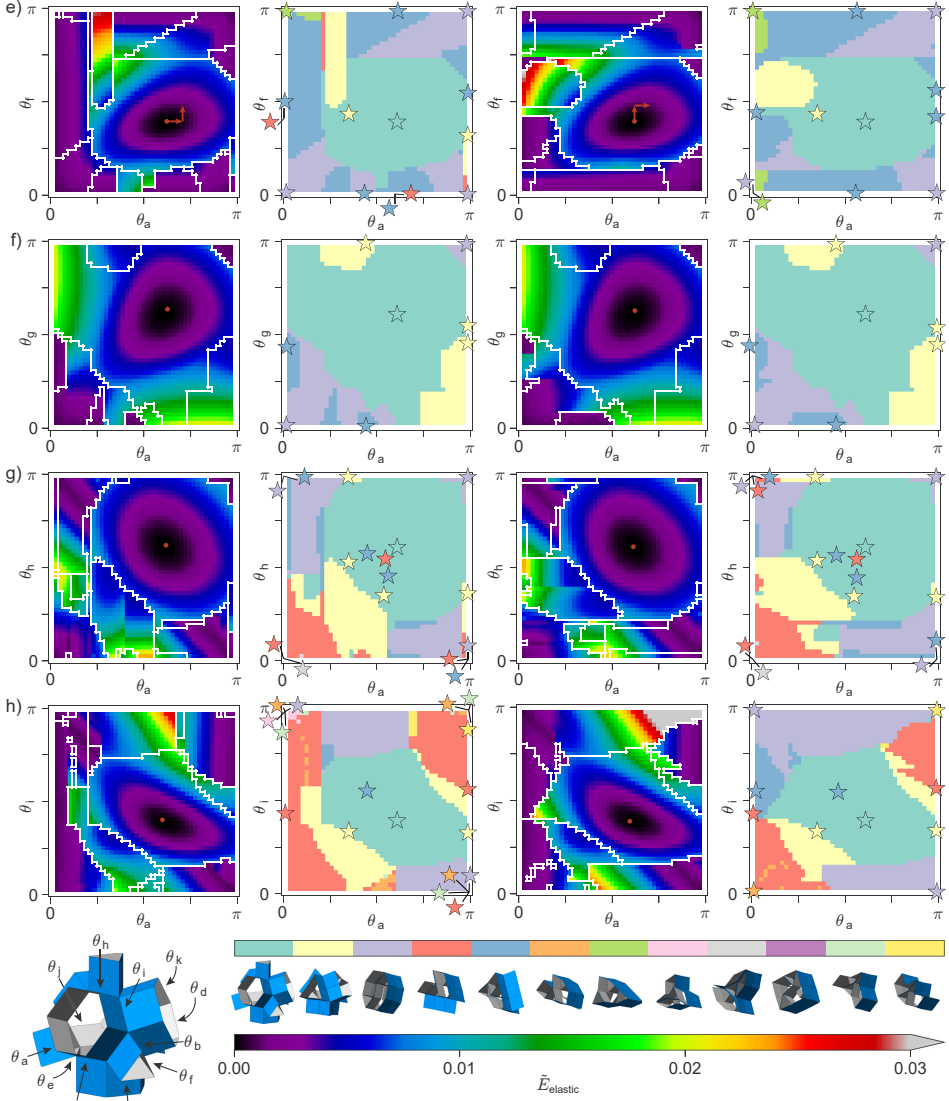 e) π π π π
θf θf θf θf
0 0 0 0
0 θa π 0 θa π 0 θa π 0 θa π
f) π π π π
θg θg θg θg
0 0 0 0
0 θa π 0 θa π 0 θa π 0 θa π
g) π π π π
θh θh θh θh
0 0 0 0
0 θa π 0 θa π 0 θa π 0 θa π
h) π π π π
θi θi θi θi
0 0 0 0
0 θa π 0 θa π 0 θa π 0 θa π
θh
θj θi θk
θd
θa θb
θe θf
0.00 0.01 0.02 0.03
Ẽelastic